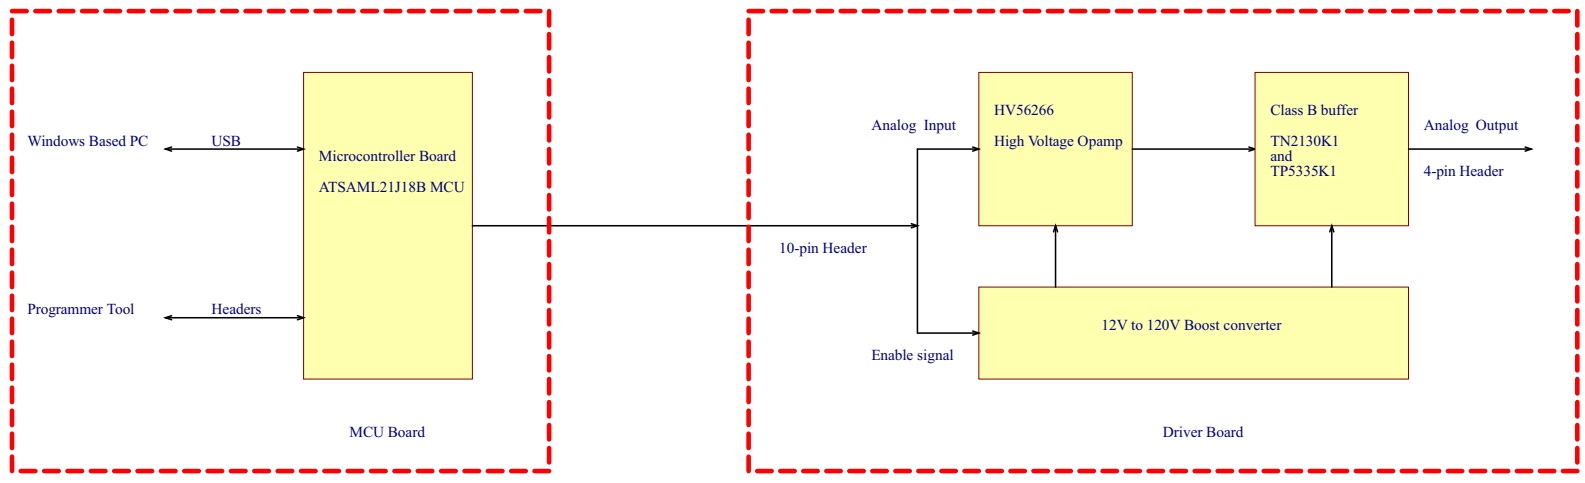 Windows Based PC
USB
Programmer Tool
Headers
Microcontroller Board
ATSAML21J18B MCU
MCU Board
10-pin Header
Analog Input
Enable signal
HV56266
High Voltage Opamp
Class B buffer
TN2130K1
and
TP5335K1
Analog Output
4-pin Header
12V to 120V Boost converter
Driver Board